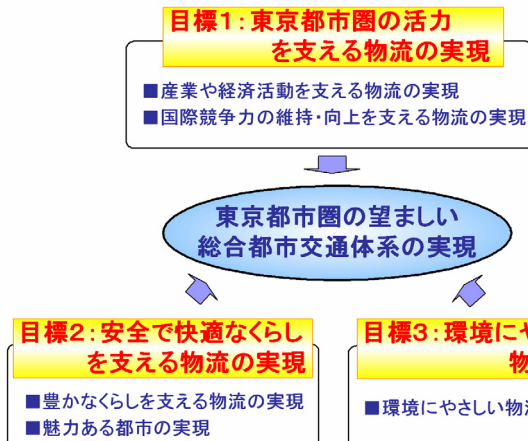 目標1:東京都市圏の活力
を支える物流の実現
■産業や経済活動を支える物流の実現
■国際競争力の維持・向上を支える物流の実現
東京都市圏の望ましい
総合都市交通体系の実現
目標2:安全で快適なくらし
を支える物流の実現
■豊かなくらしを支える物流の実現
■魅力ある都市の実現
目標3:環境にや
物
■環境にやさしい物